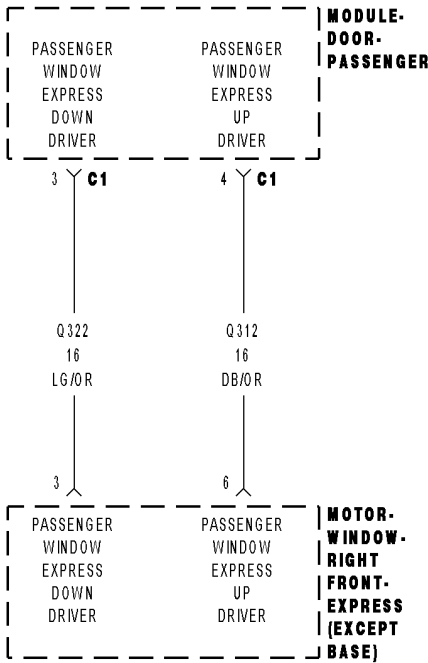 MODULE-
DOOR-
PASSENGER
PASSENGER
WINDOW
EXPRESS
DOWN
DRIVER
PASSENGER
WINDOW
EXPRESS
UP
DRIVER
3 C1
4 C1
Q322
16
LG/OR
Q312
16
DB/OR
3
6
PASSENGER
WINDOW
EXPRESS
DOWN
DRIVER
PASSENGER
WINDOW
EXPRESS
UP
DRIVER
MOTOR-
WINDOW-
RIGHT
FRONT-
EXPRESS
(EXCEPT
BASE)